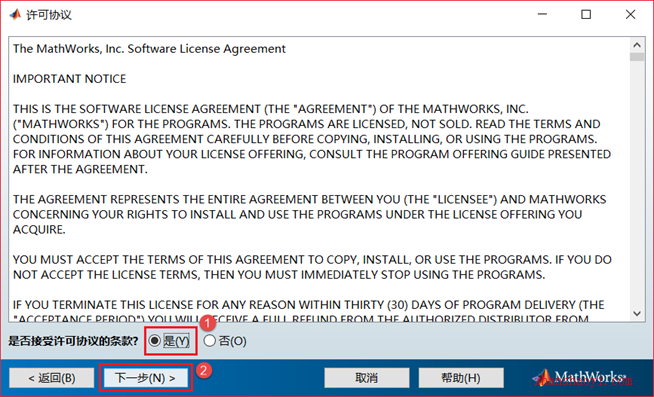 许可协议
The MathWorks, Inc. Software License Agreement
IMPORTANT NOTICE
THIS IS THE SOFTWARE LICENSE AGREEMENT (THE "AGREEMENT") OF THE MATHWORKS, INC.
("MATHWORKS") FOR THE PROGRAMS. THE PROGRAMS ARE LICENSED, NOT SOLD. READ THE TERMS AND
CONDITIONS OF THIS AGREEMENT CAREFULLY BEFORE COPYING, INSTALLING, OR USING THE PROGRAMS.
FOR INFORMATION ABOUT YOUR LICENSE OFFERING, CONSULT THE PROGRAM OFFERING GUIDE PRESENTED
AFTER THE AGREEMENT.
THE AGREEMENT REPRESENTS THE ENTIRE AGREEMENT BETWEEN YOU (THE "LICENSEE") AND MATHWORKS
CONCERNING YOUR RIGHTS TO INSTALL AND USE THE PROGRAMS UNDER THE LICENSE OFFERING YOU
ACQUIRE.
YOU MUST ACCEPT THE TERMS OF THIS AGREEMENT TO COPY, INSTALL, OR USE THE PROGRAMS. IF YOU DO
NOT ACCEPT THE LICENSE TERMS, THEN YOU MUST IMMEDIATELY STOP USING THE PROGRAMS.
IF YOU TERMINATE THIS LICENSE FOR ANY REASON WITHIN THIRTY (30) DAYS OF PROGRAM DELIVERY (THE
"ACCEPTANCE PERIOD") YOU WILL RECEIVE A FULL REFUND FROM THE AUTHORIZED DISTRIBUTOR FROM
1
是否接受许可协议的条款? 是(Y) 否(O)
2
< 返回(B) 下一步(N) > 取消 帮助(H) MathWorks®